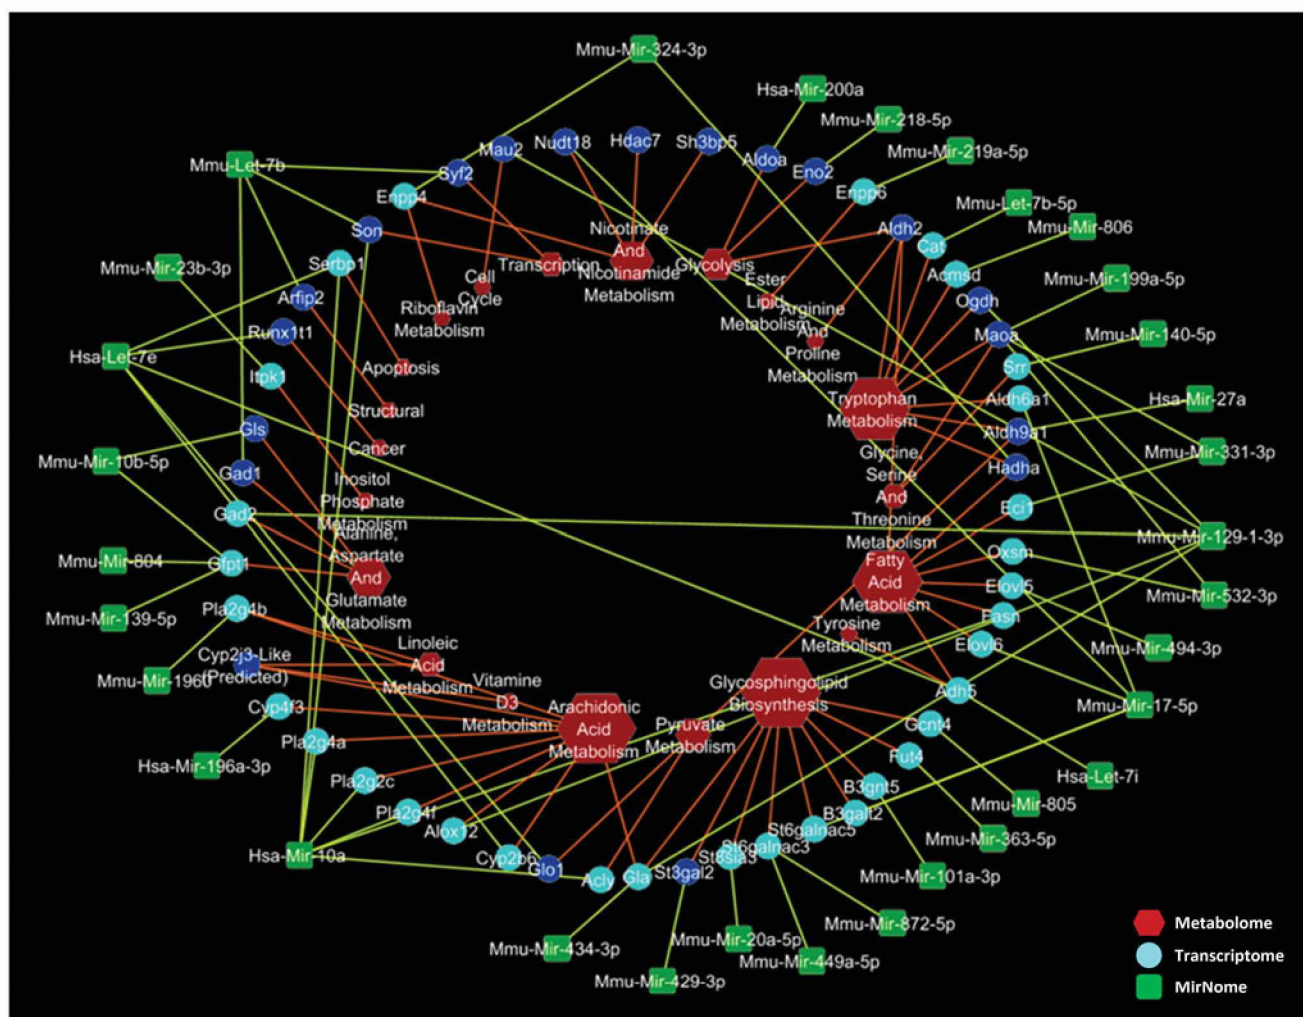 Mmu-Mir-324-3p
Hsa-Mir-200a
Mmu-Mir-218-5p
Mmu-Mir-219a-5p
Mmu-Let-7b
Mau2
Nudt18
Hdac7
Sh3bp5
Aldoa
Eno2
Enpp6
Syf2
Enpp4
Mmu-Let-7b-5p
Mmu-Mir-806
Aldh2
Cat
Acmsd
Son
Serbp1
Mmu-Mir-23b-3p
Nicotinate
And
Nicotinamide
Metabolism
Transcription
Glycolysis
Cell
Cycle
Riboflavin
Metabolism
Ester
Lipid
Metabolism
Arginine
And
Proline
Metabolism
Mmu-Mir-199a-5p
Ogdh
Maoa
Mmu-Mir-140-5p
Arfip2
Runx1t1
Hsa-Let-7e
Itpk1
Apoptosis
Structural
Cancer
Srr
Aldh6a1
Hsa-Mir-27a
Tryptophan
Metabolism
Aldh9a1
Mmu-Mir-331-3p
Hadha
Gls
Mmu-Mir-10b-5p
Gad1
Gad2
Inositol
Phosphate
Metabolism
Alanine,
Aspartate
And
Glutamate
Metabolism
Glycine,
Serine
And
Threonine
Metabolism
Eci1
Mmu-Mir-129-1-3p
Oxsm
Mmu-Mir-804
Gfpt1
Fatty
Acid
Metabolism
Elovl5
Mmu-Mir-532-3p
Fasn
Mmu-Mir-139-5p
Pla2g4b
Tyrosine
Metabolism
Elovl6
Mmu-Mir-494-3p
Cyp2j3-Like
(Predicted)
Mmu-Mir-1960
Linoleic
Acid
Metabolism
Vitamine
D3
Metabolism
Arachidonic
Acid
Metabolism
Glycosphingolipid
Biosynthesis
Pyruvate
Metabolism
Adh5
Mmu-Mir-17-5p
Cyp4f3
Gcnt4
Pla2g4a
Fut4
Hsa-Mir-196a-3p
Hsa-Let-7i
Pla2g2c
B3gnt5
Mmu-Mir-805
Pla2g4f
B3galt2
Alox12
St6galnac5
Mmu-Mir-363-5p
Hsa-Mir-10a
Cyp2b6
Glo1
Acly
Gla
St3gal2
St8sia3
St6galnac3
Mmu-Mir-101a-3p
Mmu-Mir-872-5p
Mmu-Mir-434-3p
Mmu-Mir-20a-5p
Mmu-Mir-449a-5p
Mmu-Mir-429-3p
Metabolome
Transcriptome
MirNome